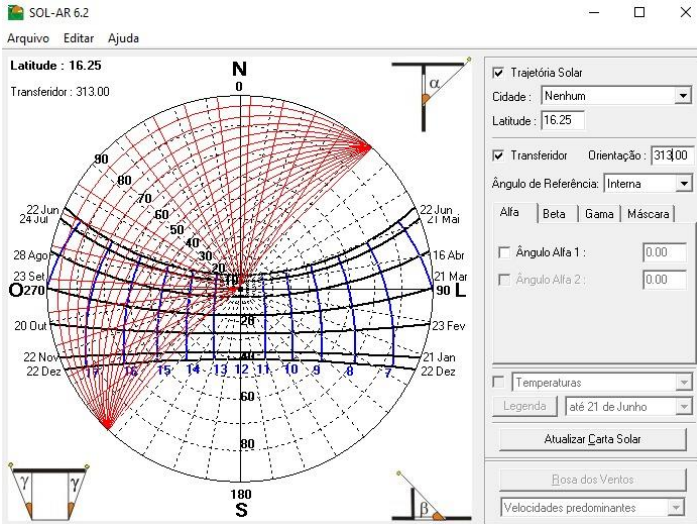 SOL-AR 6.2
Arquivo Editar Ajuda
Latitude : 16.25
Transferidor : 313.00
N
0
α
90
80
70
60
50
40
30
20
10
22 Jun
24 Jul
28 Ago
23 Set
O 270
20 Out
22 Nov
22 Dez
22 Jun
21 Mai
16 Abr
21 Mar
90 L
23 Fev
21 Jan
22 Dez
20
40
17 16 15 14 13 12 11 10 9 8 7
60
80
180
S
γ γ
β
Trajetória Solar
Cidade : Nenhum
Latitude : 16.25
Transferidor Orientação : 313.00
Ângulo de Referência: Interna
Alfa Beta Gama Máscara
Ângulo Alfa 1 : 0.00
Ângulo Alfa 2 : 0.00
Temperaturas
Legenda até 21 de Junho
Atualizar Carta Solar
Rosa dos Ventos
Velocidades predominantes